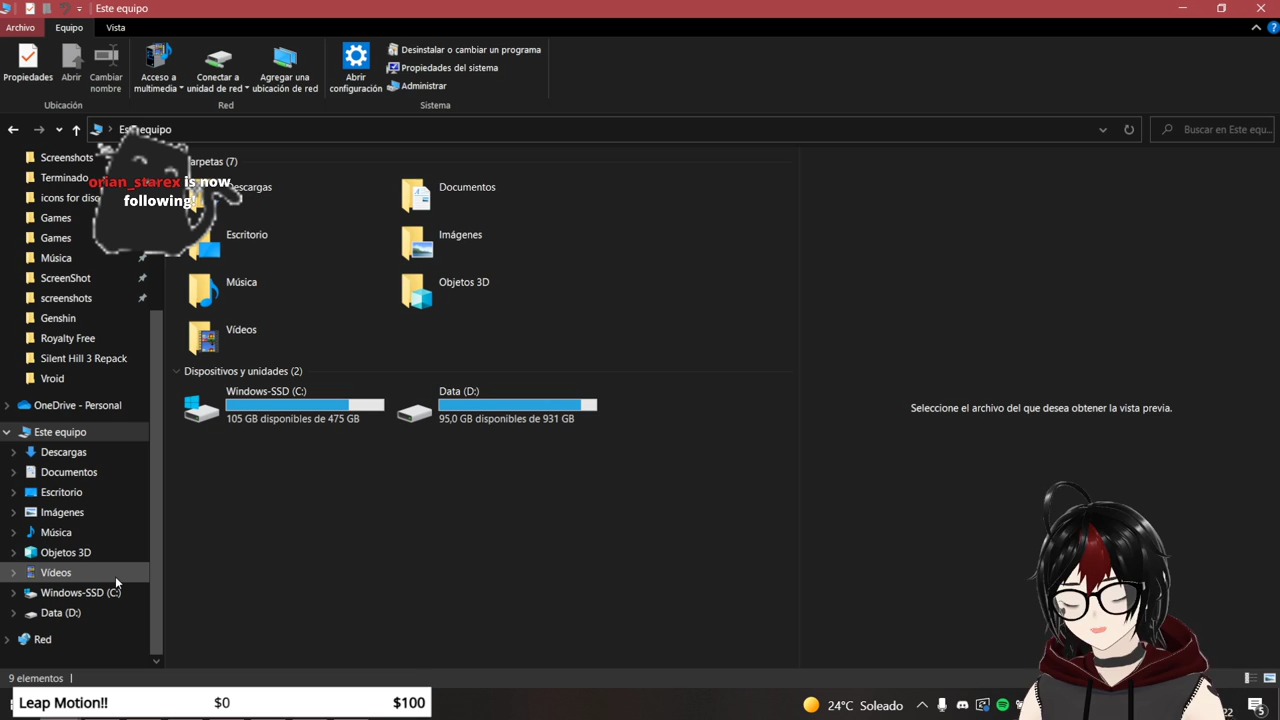 Este equipo
Archivo
Equipo
Vista
Propiedades
Abrir
Cambiar
nombre
Ubicación
Acceso a
multimedia
Conectar a
unidad de red
Agregar una
ubicación de red
Red
Abrir
configuración
Desinstalar o cambiar un programa
Propiedades del sistema
Administrar
Sistema
Buscar en Este equ...
Screenshots
Terminado
icons for disc
Games
Games
Música
ScreenShot
screenshots
Genshin
Royalty Free
Silent Hill 3 Repack
Vroid
OneDrive - Personal
Este equipo
Descargas
Documentos
Escritorio
Imágenes
Música
Objetos 3D
Vídeos
Windows-SSD (C:)
Data (D:)
Red
orian_starex is now
following!
arpetas (7)
Descargas
Documentos
Escritorio
Imágenes
Música
Objetos 3D
Vídeos
Dispositivos y unidades (2)
Windows-SSD (C:)
105 GB disponibles de 475 GB
Data (D:)
95,0 GB disponibles de 931 GB
Seleccione el archivo del que desea obtener la vista previa.
9 elementos
Leap Motion!! $0 $100
24°C Soleado
22
5